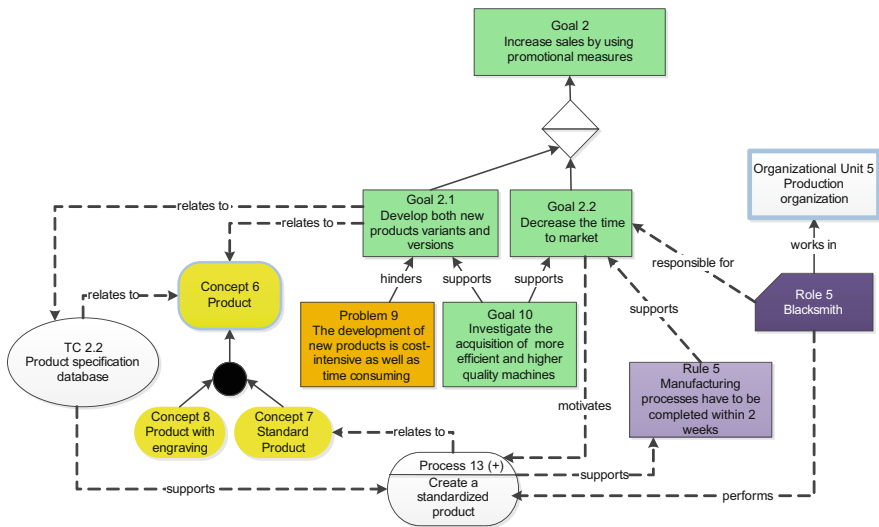 Goal 2
Increase sales by using
promotional measures
Organizational Unit 5
Production
organization
relates to
relates to
Goal 2.1
Develop both new
products variants and
versions
Goal 2.2
Decrease the time
to market
works in
responsible for
hinders
supports
supports
Concept 6
Product
relates to
Role 5
Blacksmith
supports
Problem 9
The development of
new products is cost-
intensive as well as
time consuming
Goal 10
Investigate the
acquisition of more
efficient and higher
quality machines
TC 2.2
Product specification
database
Rule 5
Manufacturing
processes have to be
completed within 2
weeks
motivates
Concept 8
Product with
engraving
Concept 7
Standard
Product
relates to
Process 13 (+)
Create a
standardized
product
supports
supports
performs